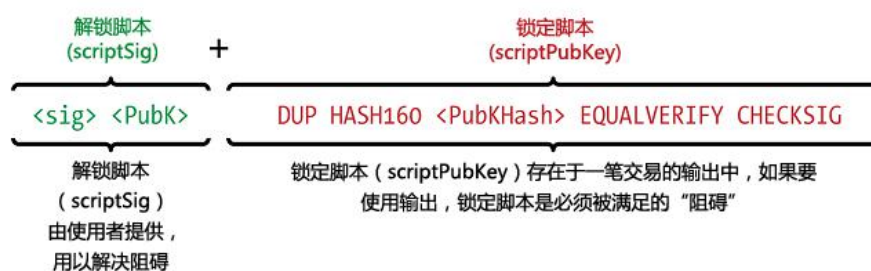 解锁脚本 + 锁定脚本
(scriptSig) (scriptPubKey)
<sig> <PubK> DUP HASH160 <PubKHash> EQUALVERIFY CHECKSIG
解锁脚本
（scriptSig）
由使用者提供，
用以解决阻碍
锁定脚本（scriptPubKey）存在于一笔交易的输出中，如果要
使用输出，锁定脚本是必须被满足的“阻碍”